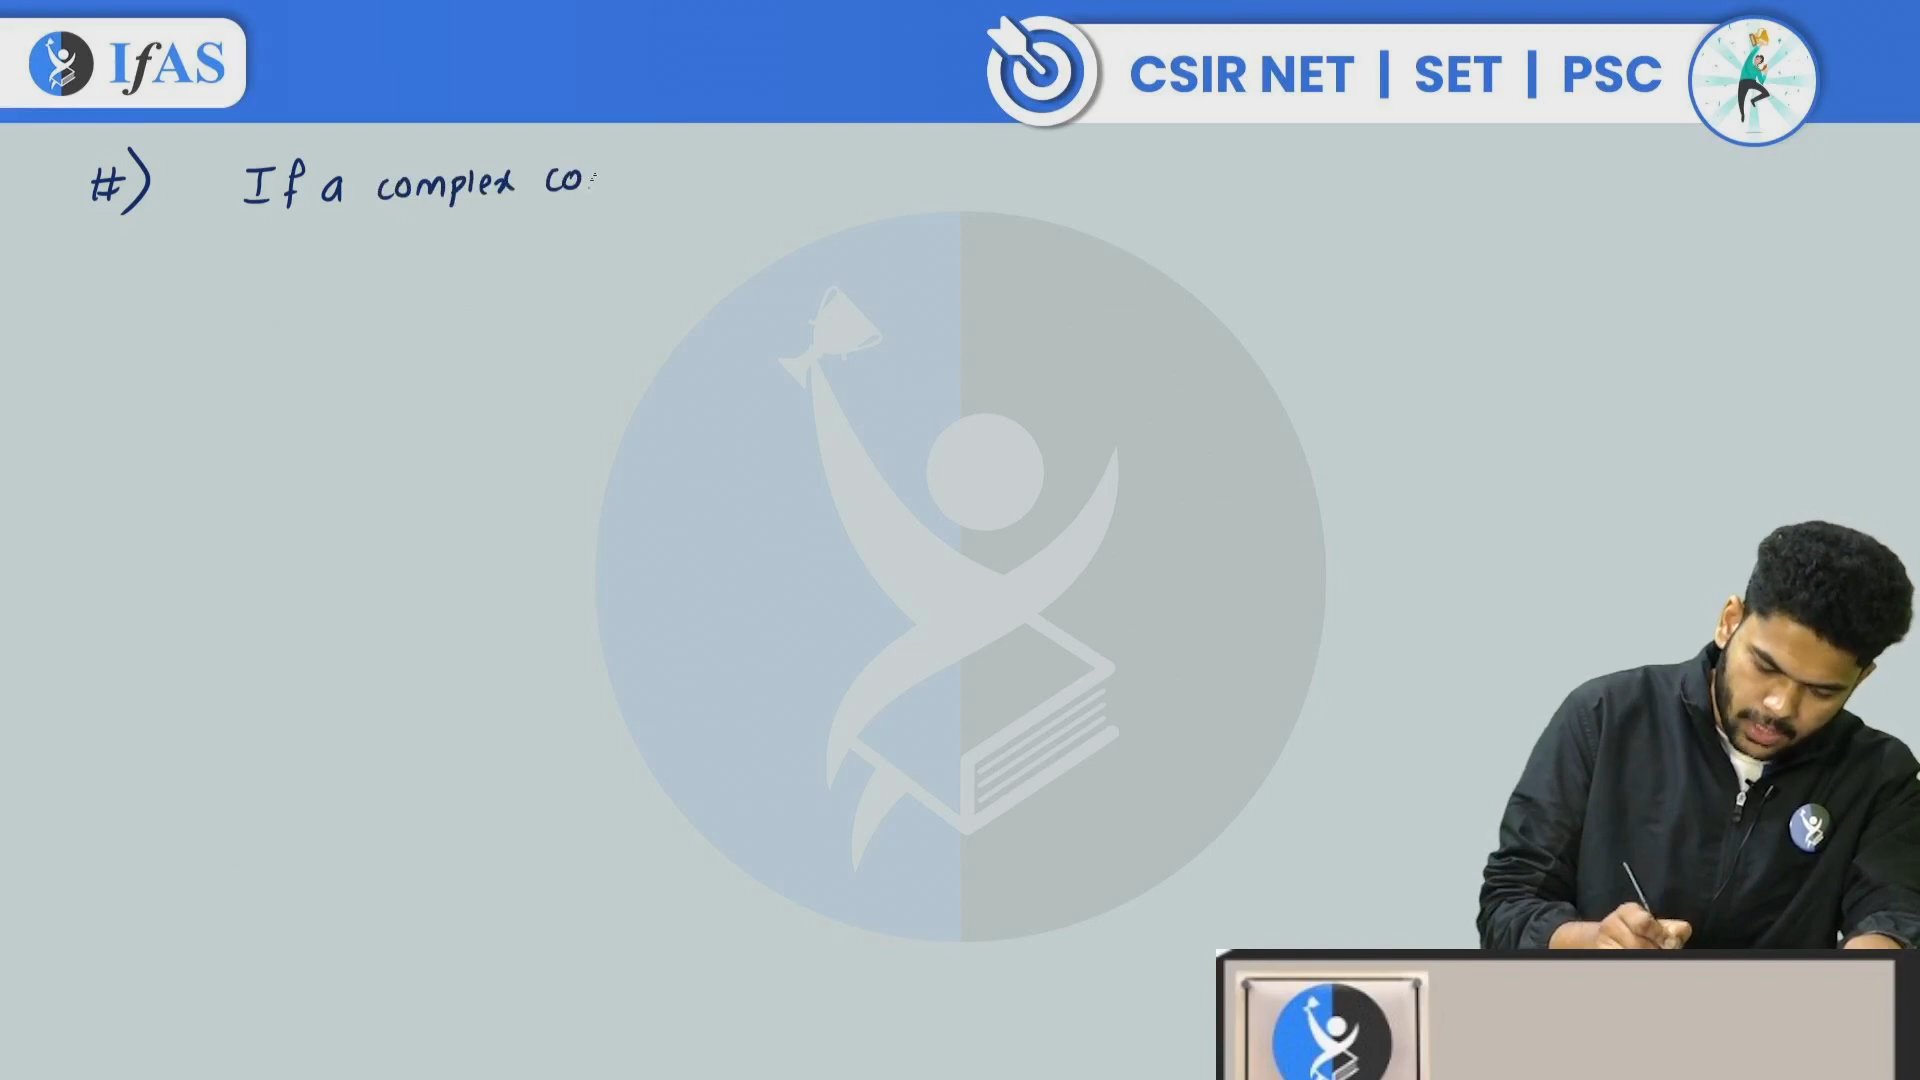 IfAS
CSIR NET | SET | PSC
#) If a complex co